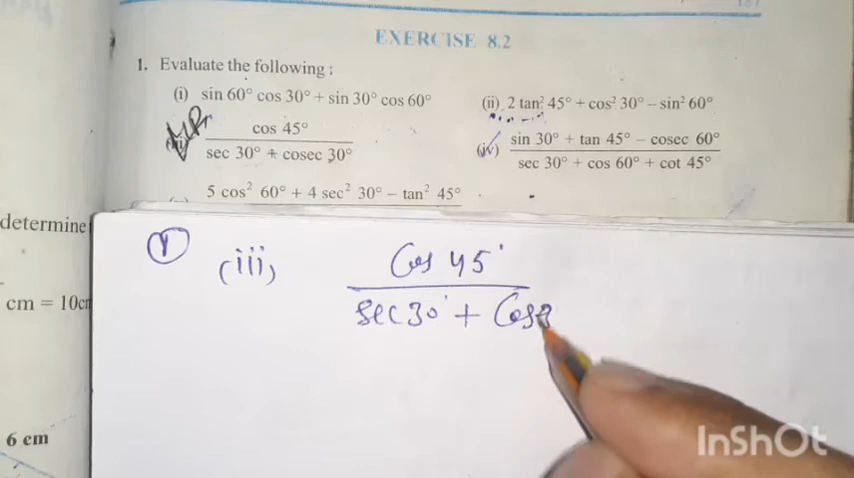 EXERCISE 8.2
1. Evaluate the following :
(i) sin 60° cos 30° + sin 30° cos 60°
(ii) 2 tan² 45° + cos² 30° – sin² 60°
cos 45°
sec 30° + cosec 30°
(iv) sin 30° + tan 45° – cosec 60°
sec 30° + cos 60° + cot 45°
5 cos² 60° + 4 sec² 30° – tan² 45°
determine
cm = 10cm
6 cm
1
(iii)
Cos 45°
Sec 30° + Cos
InShOt